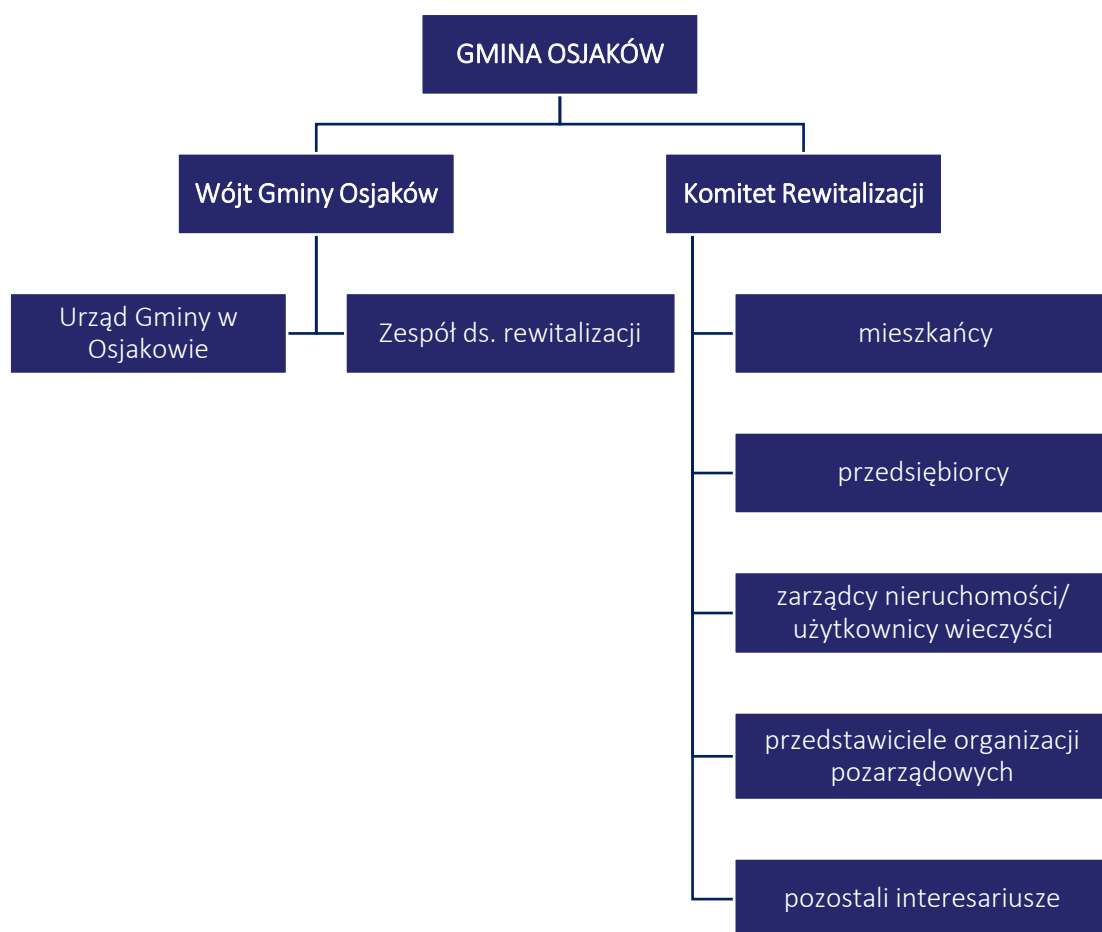 GMINA OSJAKÓW
Wójt Gminy Osjaków
Komitet Rewitalizacji
Urząd Gminy w
Osjakowie
Zespół ds. rewitalizacji
mieszkańcy
przedsiębiorcy
zarządcy nieruchomości/
użytkownicy wieczyści
przedstawiciele organizacji
pozarządowych
pozostali interesariusze